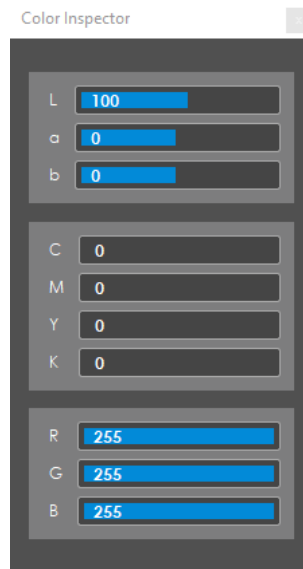 Color Inspector
L 100
a 0
b 0
C 0
M 0
Y 0
K 0
R 255
G 255
B 255